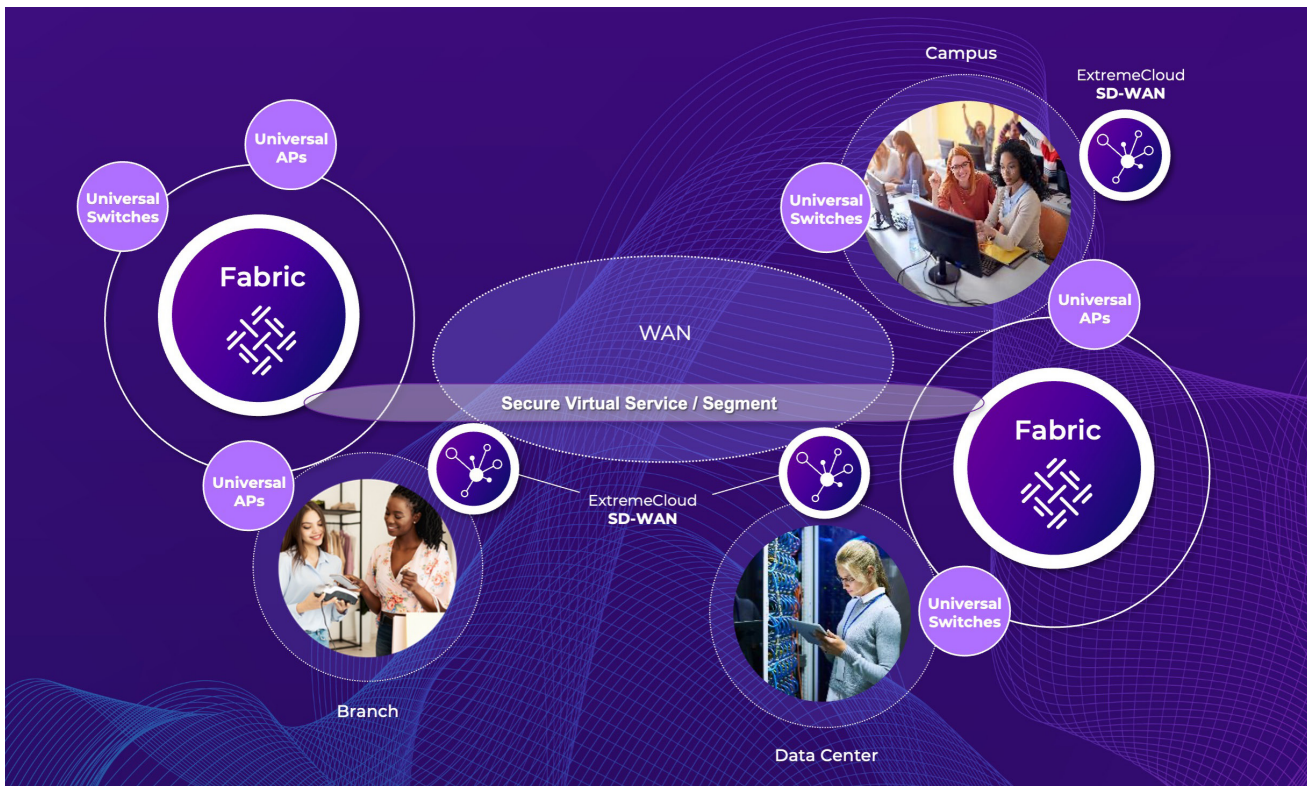 Campus
ExtremeCloud
SD-WAN
Universal
APs
Universal
Switches
Universal
Switches
Fabric
WAN
Universal
APs
Secure Virtual Service / Segment
Fabric
Universal
APs
ExtremeCloud
SD-WAN
Universal
Switches
Branch
Data Center